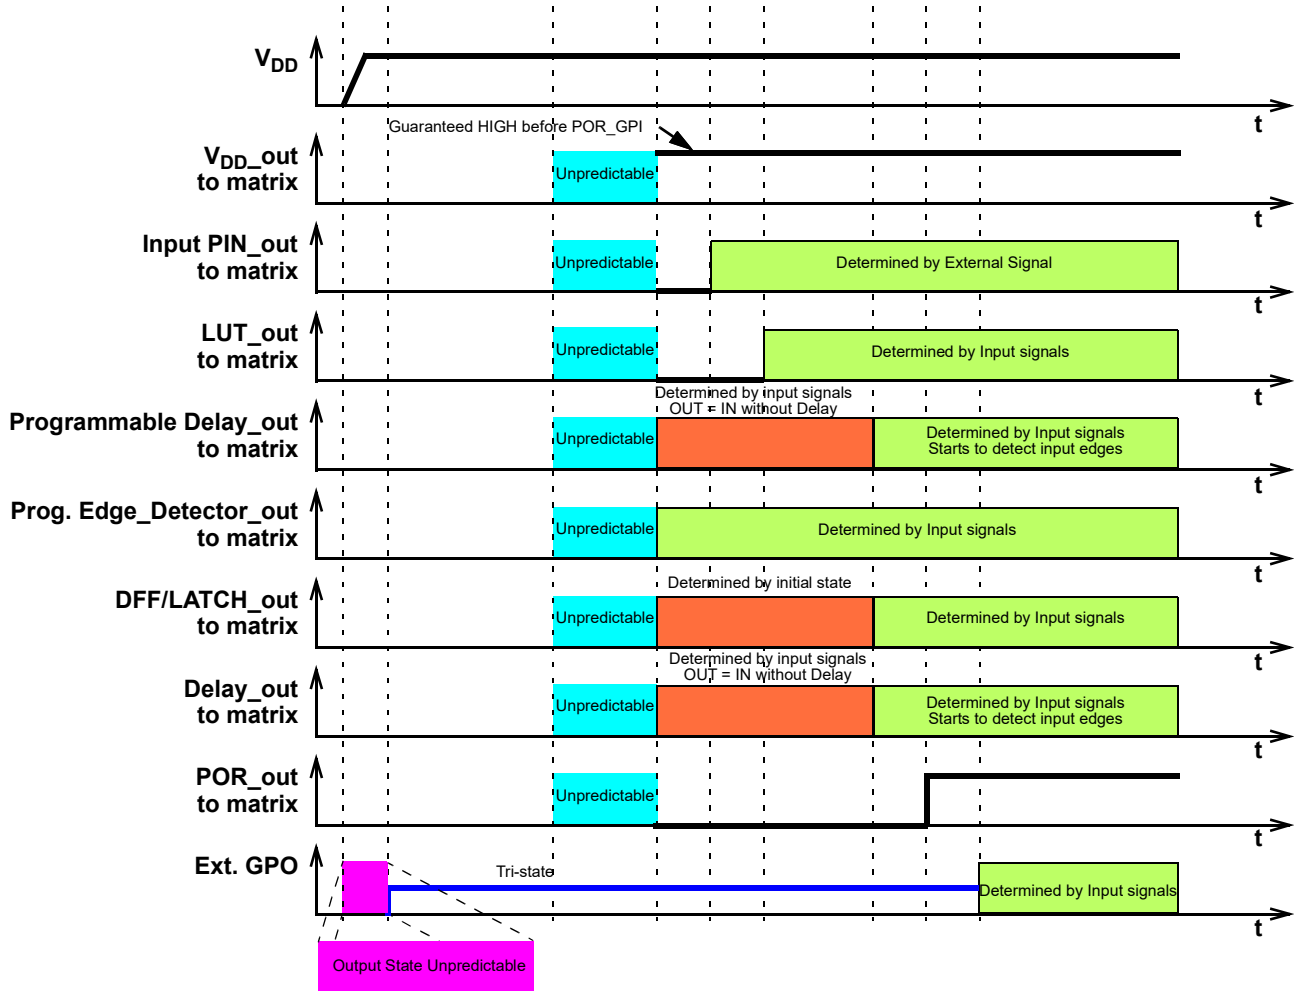 VDD
t
Guaranteed HIGH before POR_GPI
VDD_out
to matrix
Unpredictable
t
Input PIN_out
to matrix
Unpredictable
Determined by External Signal
t
LUT_out
to matrix
Unpredictable
Determined by Input signals
t
Determined by input signals
OUT = IN without Delay
Programmable Delay_out
to matrix
Unpredictable
Determined by Input signals
Starts to detect input edges
t
Prog. Edge_Detector_out
to matrix
Unpredictable
Determined by Input signals
t
Determined by initial state
DFF/LATCH_out
to matrix
Unpredictable
Determined by Input signals
t
Determined by input signals
OUT = IN without Delay
Delay_out
to matrix
Unpredictable
Determined by Input signals
Starts to detect input edges
t
POR_out
to matrix
Unpredictable
t
Ext. GPO
Tri-state
Determined by Input signals
t
Output State Unpredictable